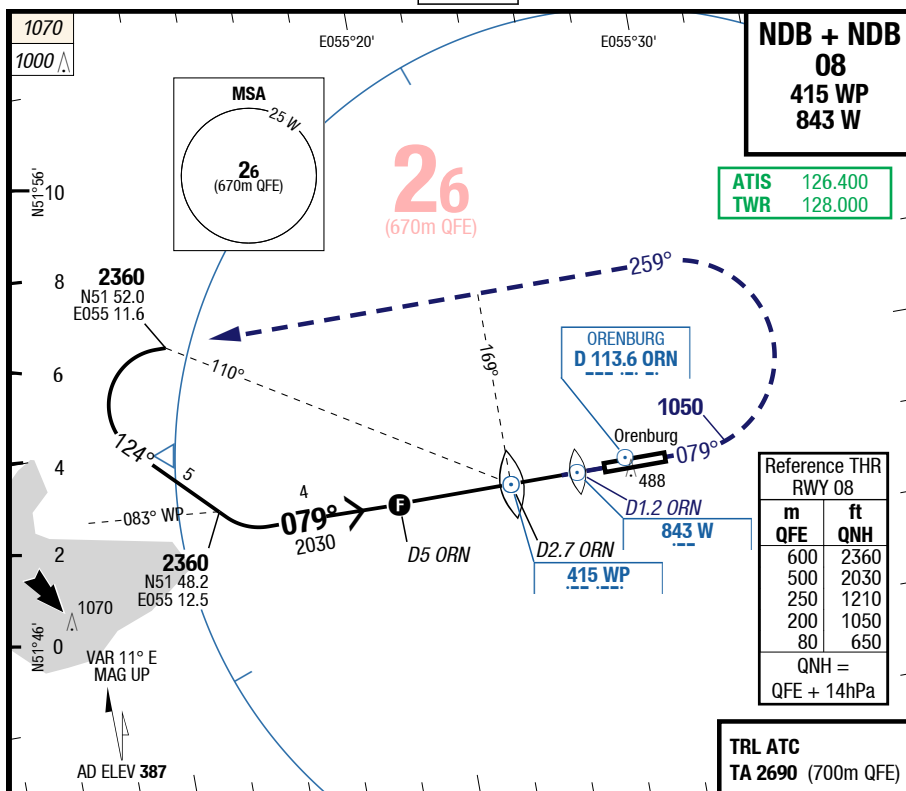 1070
1000
E055°20'
E055°30'
NDB + NDB
08
415 WP
843 W
MSA
25 W
26
(670m QFE)
26
(670m QFE)
ATIS 126.400
TWR 128.000
N51°56'
10
8
6
4
2
0
N51°46'
2360
N51 52.0
E055 11.6
259°
110°
169°
ORENBURG
D 113.6 ORN
1050
Orenburg
079°
488
124°
5
083° WP
4
079°
2030
F
D5 ORN
D2.7 ORN
D1.2 ORN
843 W
415 WP
2360
N51 48.2
E055 12.5
1070
VAR 11° E
MAG UP
AD ELEV 387
Reference THR
RWY 08
m ft
QFE QNH
600 2360
500 2030
250 1210
200 1050
80 650
QNH =
QFE + 14hPa
TRL ATC
TA 2690 (700m QFE)